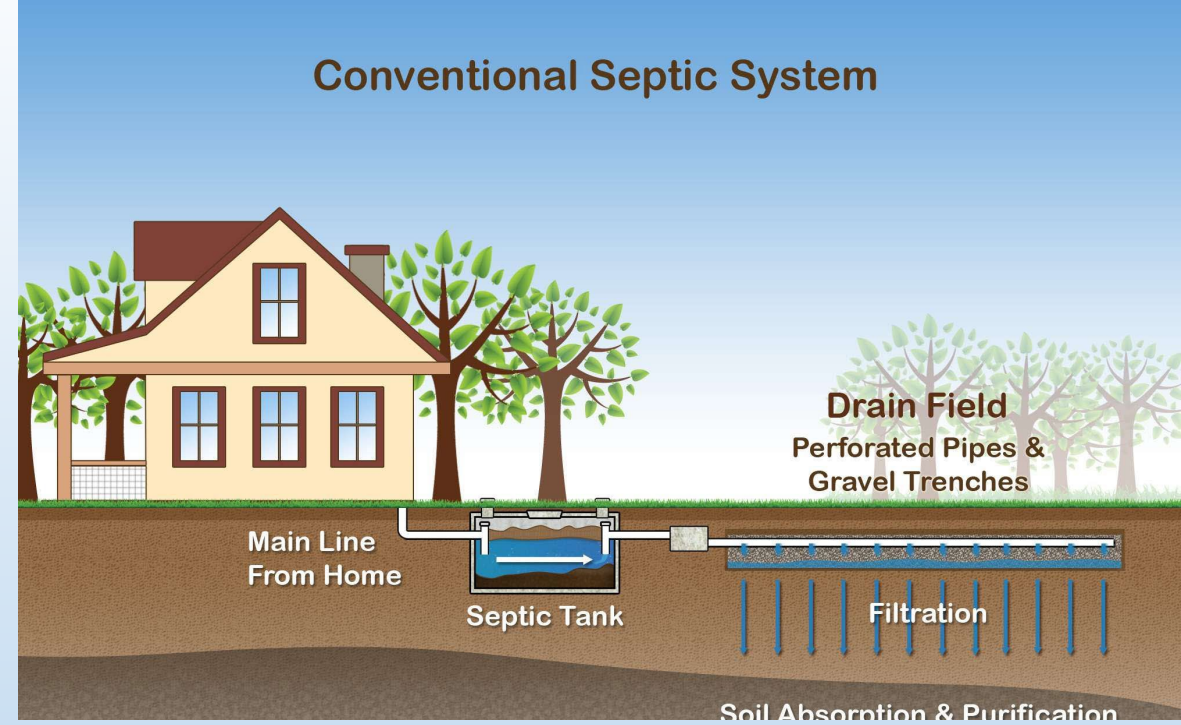 Conventional Septic System
Drain Field
Perforated Pipes &
Gravel Trenches
Main Line
From Home
Septic Tank
Filtration
Soil Absorption & Purification